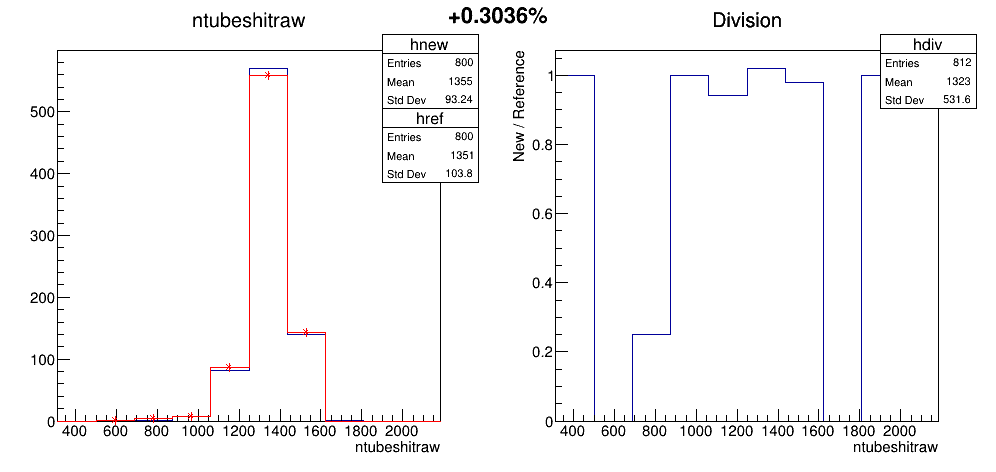 +0.3036%
ntubeshitraw
hnew
Entries 800
Mean 1355
Std Dev 93.24
href
Entries 800
Mean 1351
Std Dev 103.8
500
400
300
200
100
0
400 600 800 1000 1200 1400 1600 1800 2000
ntubeshitraw
Division
hdiv
Entries 812
Mean 1323
Std Dev 531.6
New / Reference
1
0.8
0.6
0.4
0.2
0
400 600 800 1000 1200 1400 1600 1800 2000
ntubeshitraw